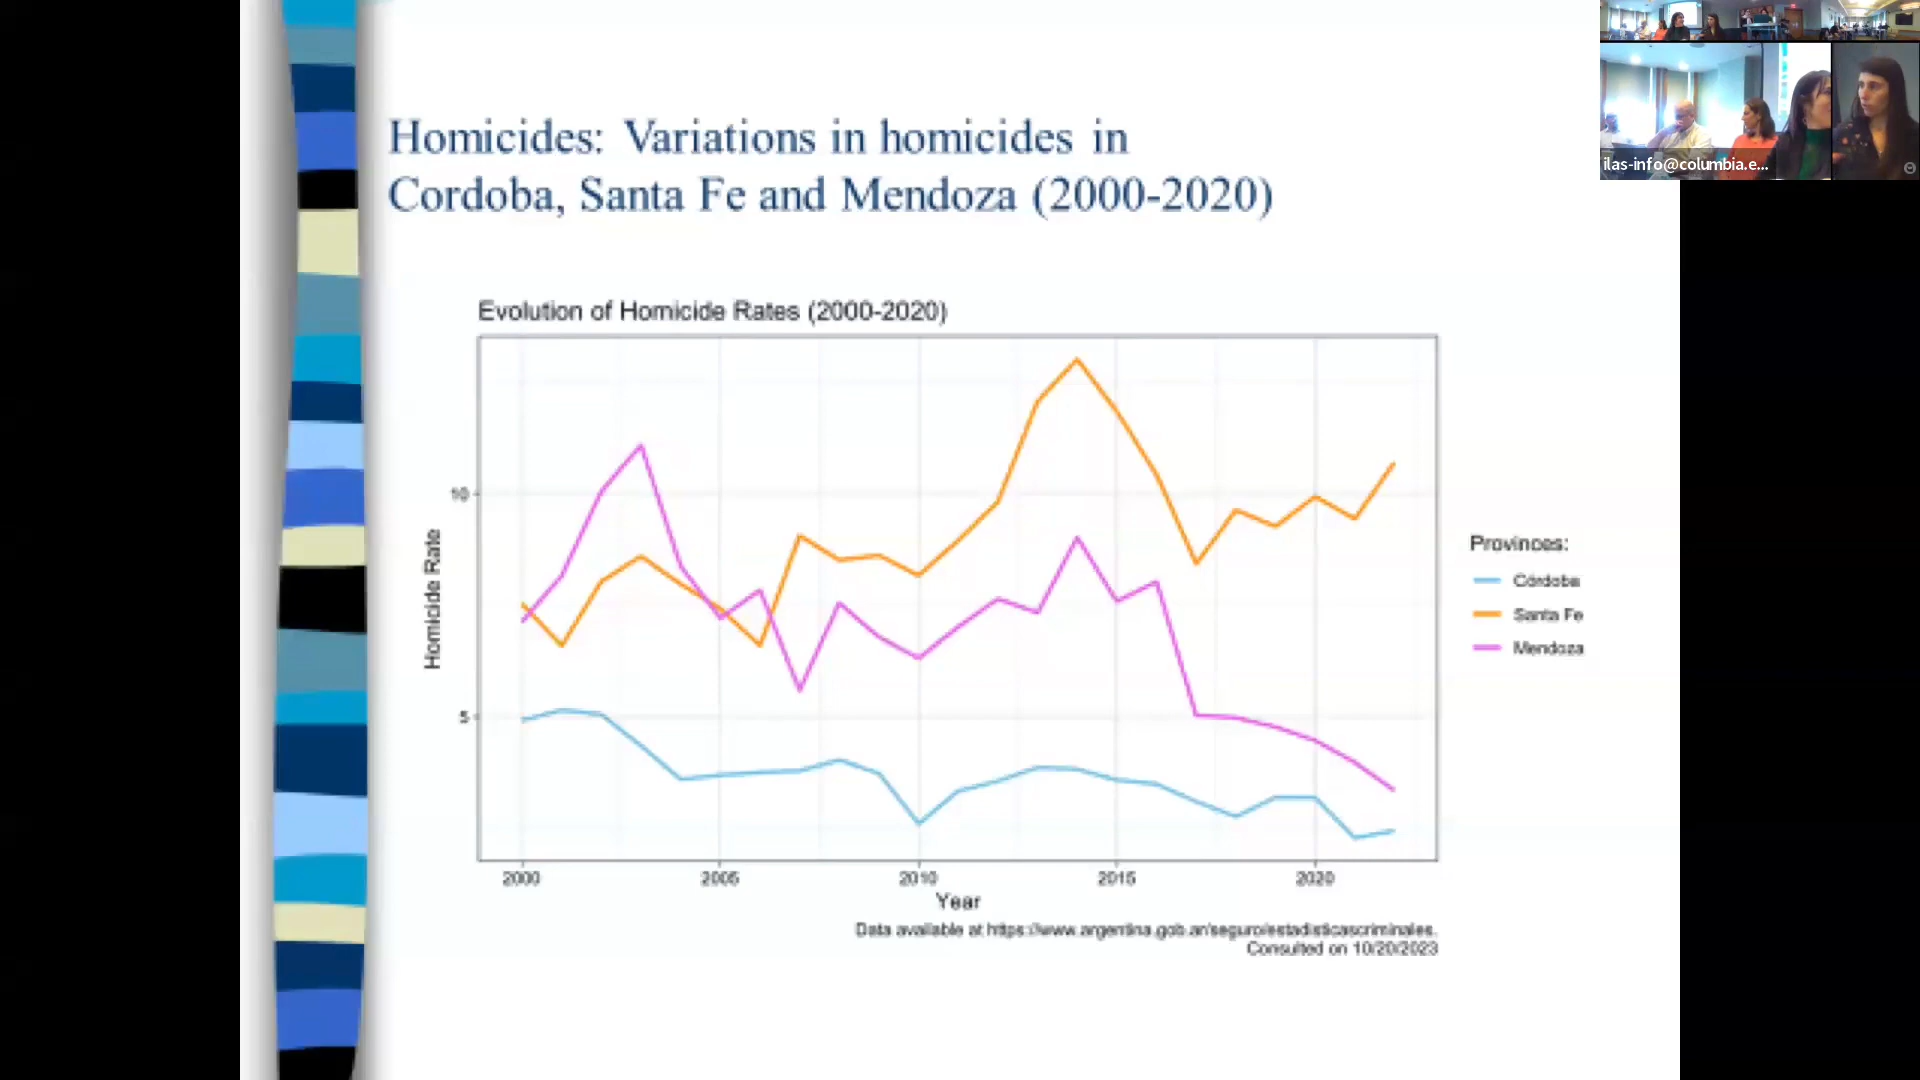 Homicides: Variations in homicides in
Cordoba, Santa Fe and Mendoza (2000-2020)
Evolution of Homicide Rates (2000-2020)
Homicide Rate
10
5
2000 2005 2010 2015 2020
Year
Provinces:
Córdoba
Santa Fe
Mendoza
Data available at https://www.argentina.gob.ar/seguro/estadisticascriminales.
Consulted on 10/20/2023
ilas-info@columbia.e...